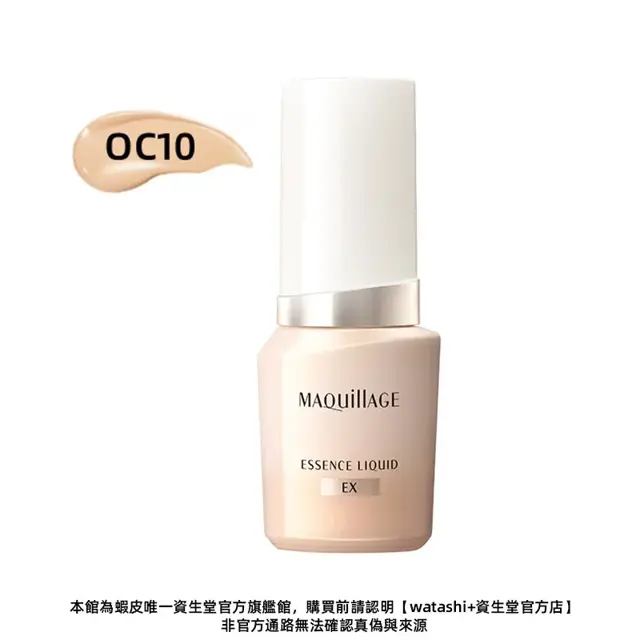 OC10
MAQuillAGE
ESSENCE LIQUID
EX
本館為蝦皮唯一資生堂官方旗艦館，購買前請認明【watashi+資生堂官方店】
非官方通路無法確認真偽與來源